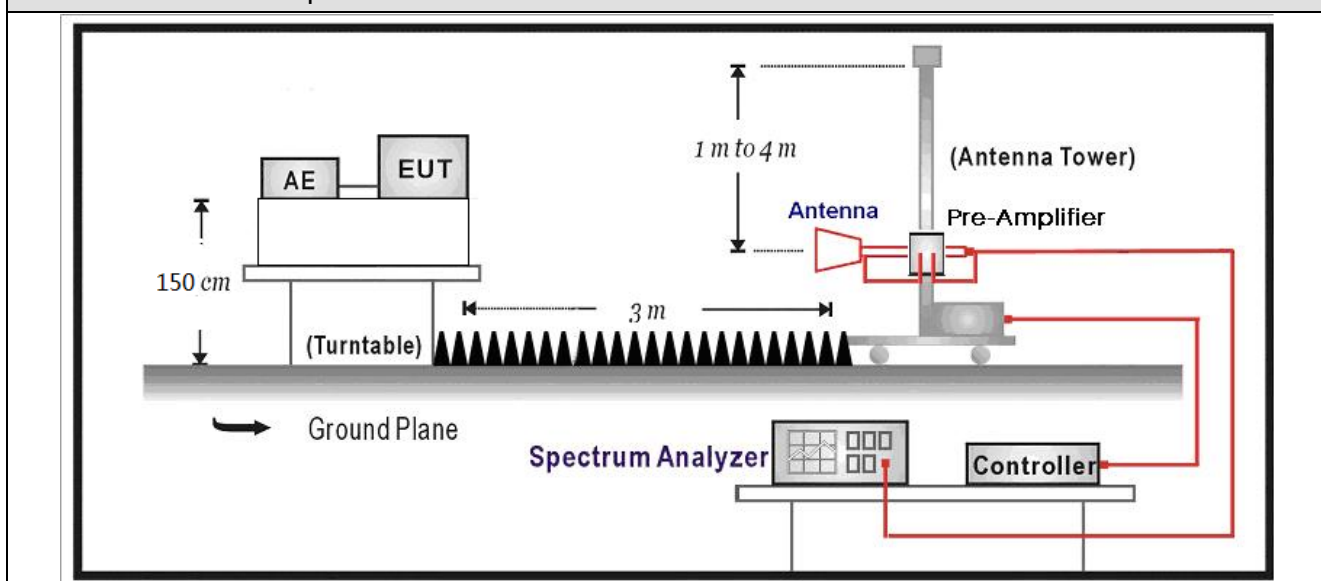 1 m to 4 m
(Antenna Tower)
EUT
AE
Antenna
Pre-Amplifier
150 cm
3 m
(Turntable)
Ground Plane
Spectrum Analyzer
Controller